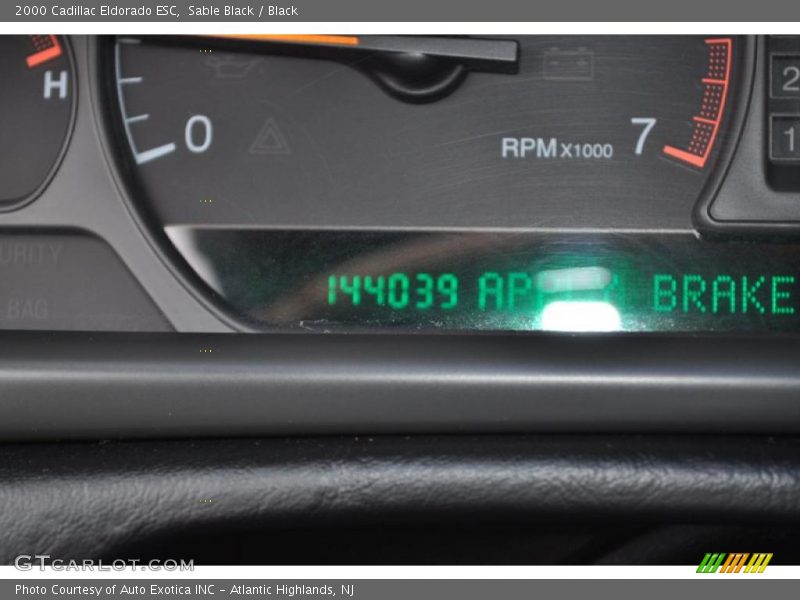 2000 Cadillac Eldorado ESC, Sable Black / Black
H
0
RPM X1000
7
2
1
144039 AP BRAKE
URITY
BAG
GTCARLOT.COM
Photo Courtesy of Auto Exotica INC - Atlantic Highlands, NJ